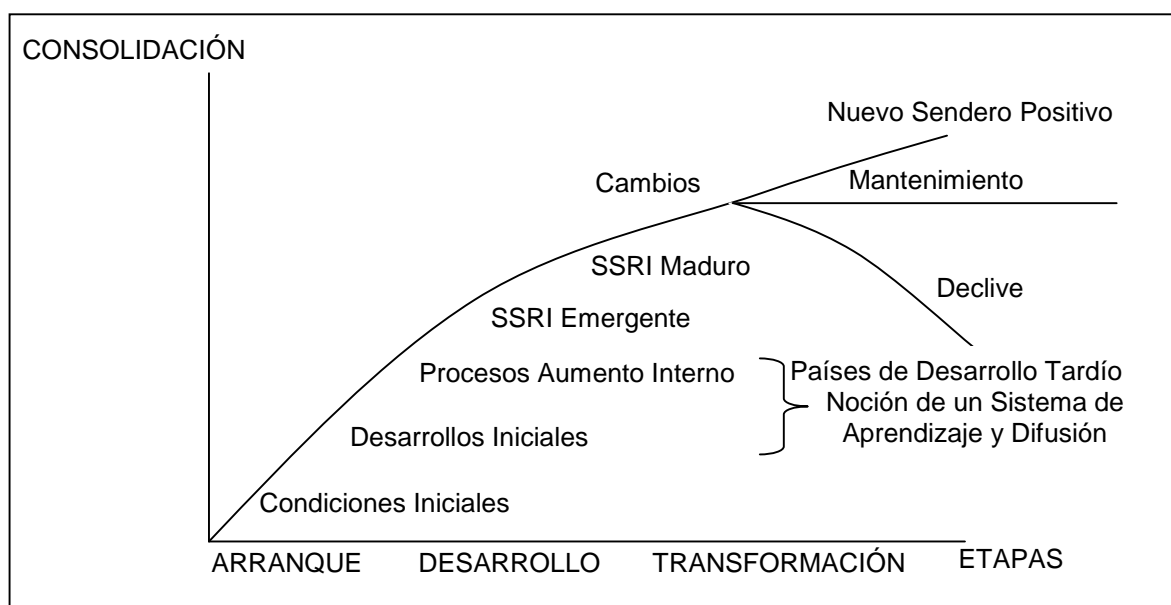 CONSOLIDACIÓN
Nuevo Sendero Positivo
Cambios
Mantenimiento
SSRI Maduro
Declive
SSRI Emergente
Procesos Aumento Interno
Países de Desarrollo Tardío
Noción de un Sistema de
Aprendizaje y Difusión
Desarrollos Iniciales
Condiciones Iniciales
ARRANQUE
DESARROLLO
TRANSFORMACIÓN
ETAPAS